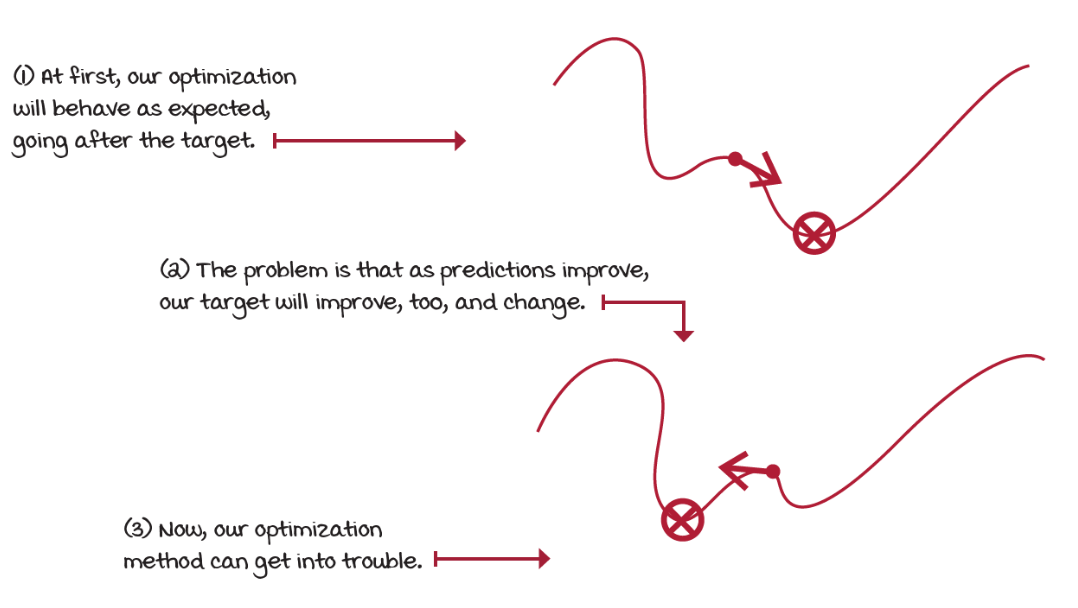 (1) At first, our optimization
will behave as expected,
going after the target.
(2) The problem is that as predictions improve,
our target will improve, too, and change.
(3) Now, our optimization
method can get into trouble.